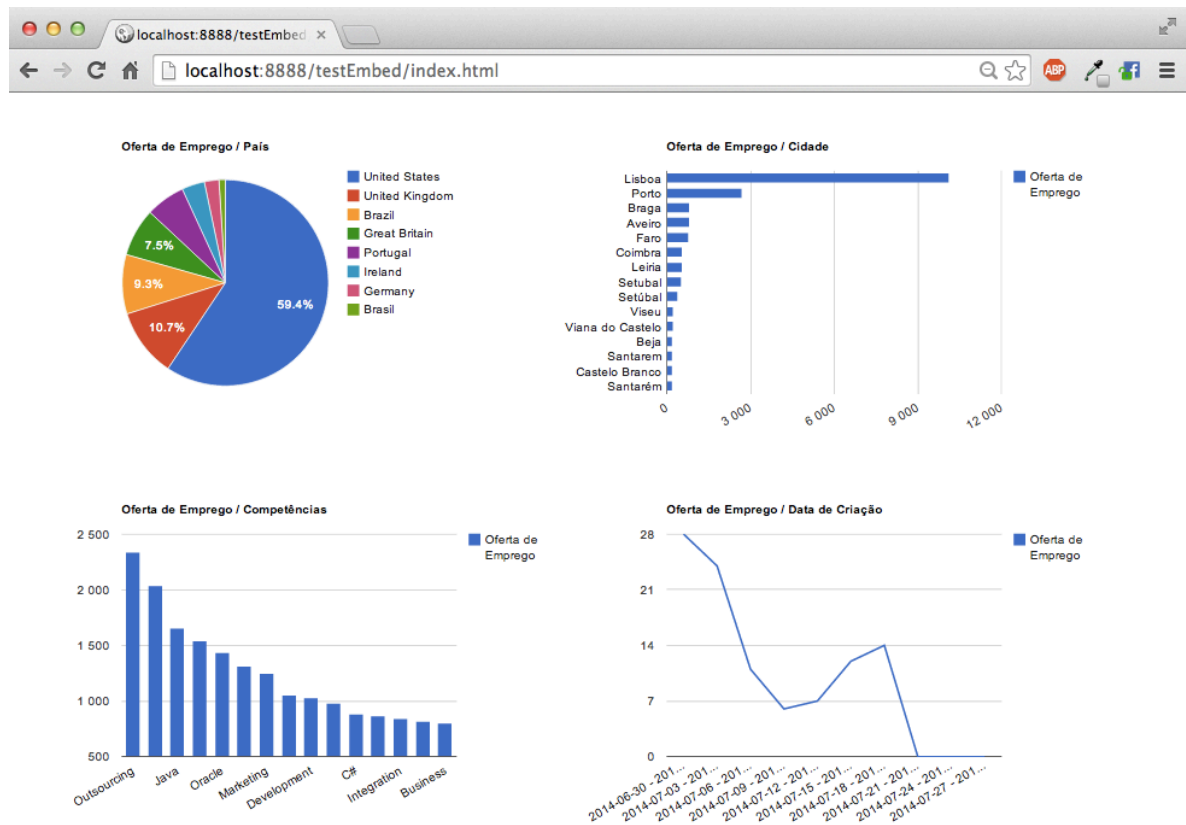 localhost:8888/testEmbed
localhost:8888/testEmbed/index.html
ABP
Oferta de Emprego / País
59.4%
10.7%
9.3%
7.5%
United States
United Kingdom
Brazil
Great Britain
Portugal
Ireland
Germany
Brasil
Oferta de Emprego / Cidade
Lisboa
Porto
Braga
Aveiro
Faro
Coimbra
Leiria
Setubal
Setúbal
Viseu
Viana do Castelo
Beja
Santarem
Castelo Branco
Santarém
0
3 000
6 000
9 000
12 000
Oferta de
Emprego
Oferta de Emprego / Competências
2 500
2 000
1 500
1 000
500
Outsourcing
Java
Oracle
Marketing
Development
C#
Integration
Business
Oferta de
Emprego
Oferta de Emprego / Data de Criação
28
21
14
7
0
2014-06-30 - 201...
2014-07-03 - 201...
2014-07-06 - 201...
2014-07-09 - 201...
2014-07-12 - 201...
2014-07-15 - 201...
2014-07-18 - 201...
2014-07-21 - 201...
2014-07-24 - 201...
2014-07-27 - 201...
Oferta de
Emprego